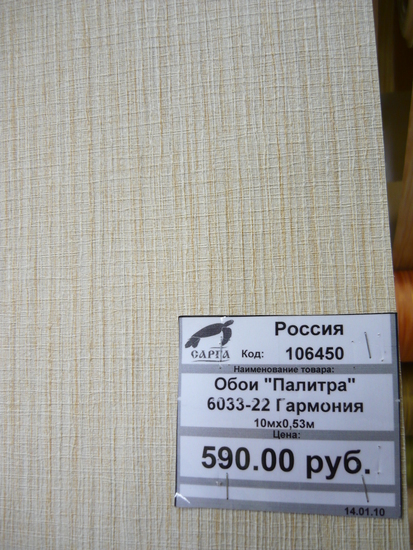 Россия
САРГА Код: 106450
Наименование товара:
Обои "Палитра"
6033-22 Гармония
10мх0,53м
Цена:
590.00 руб.
14.01.10